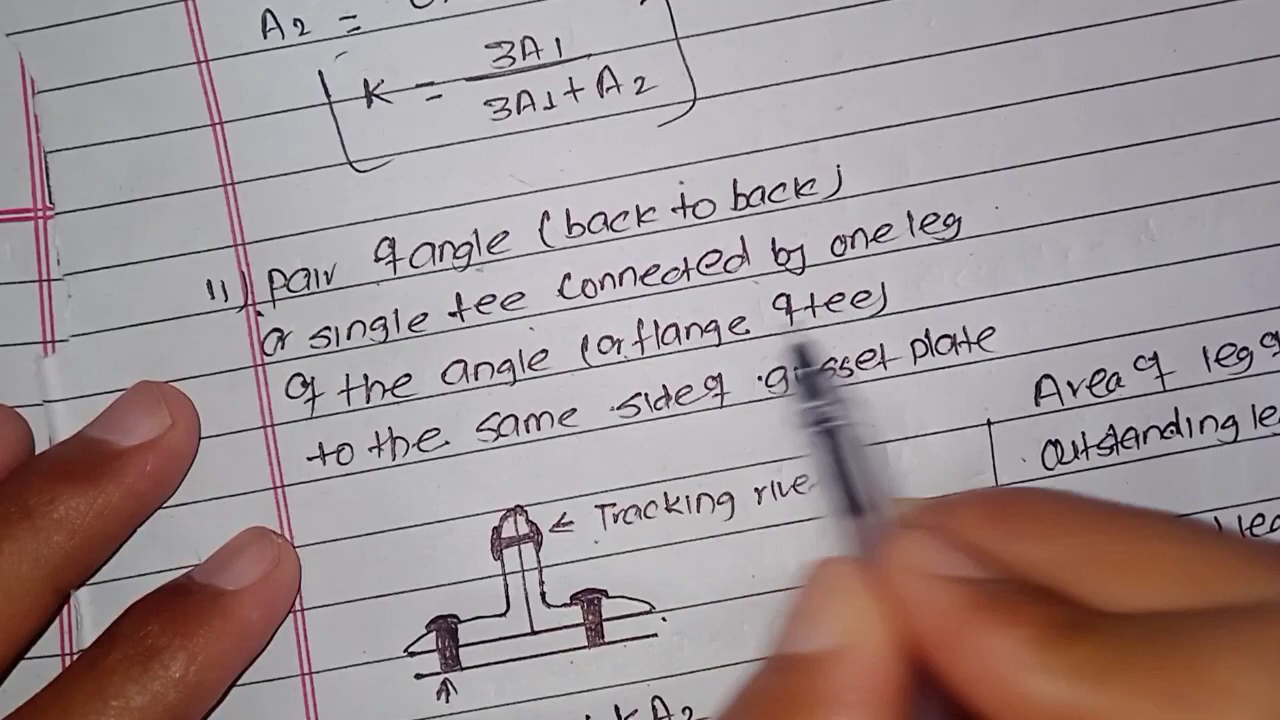 A2 =
K = 3A1 / 3A1 + A2
11) pair of angle (back to back)
or single tee connected by one leg
of the angle (or flange of tee)
to the same side of gusset plate
Area of leg
outstanding le
← Tracking rive
KA2